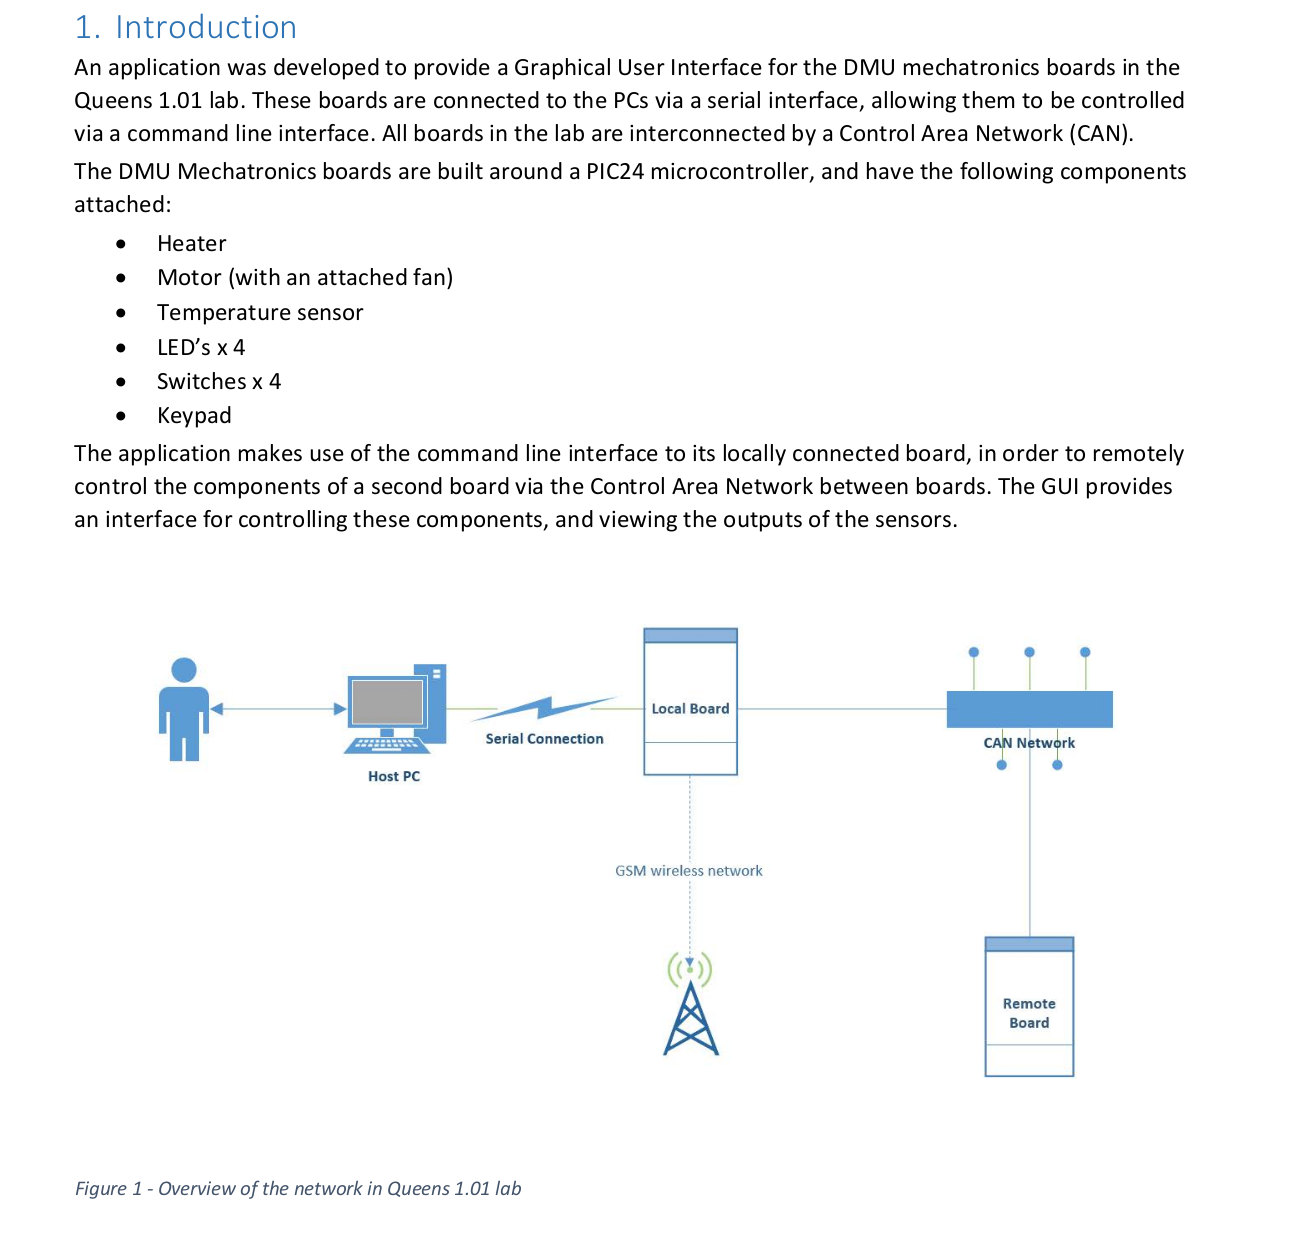 1. Introduction
An application was developed to provide a Graphical User Interface for the DMU mechatronics boards in the
Queens 1.01 lab. These boards are connected to the PCs via a serial interface, allowing them to be controlled
via a command line interface. All boards in the lab are interconnected by a Control Area Network (CAN).
The DMU Mechatronics boards are built around a PIC24 microcontroller, and have the following components
attached:
• Heater
• Motor (with an attached fan)
• Temperature sensor
• LED’s x 4
• Switches x 4
• Keypad
The application makes use of the command line interface to its locally connected board, in order to remotely
control the components of a second board via the Control Area Network between boards. The GUI provides
an interface for controlling these components, and viewing the outputs of the sensors.
Host PC
Serial Connection
Local Board
CAN Network
GSM wireless network
Remote
Board
Figure 1 - Overview of the network in Queens 1.01 lab